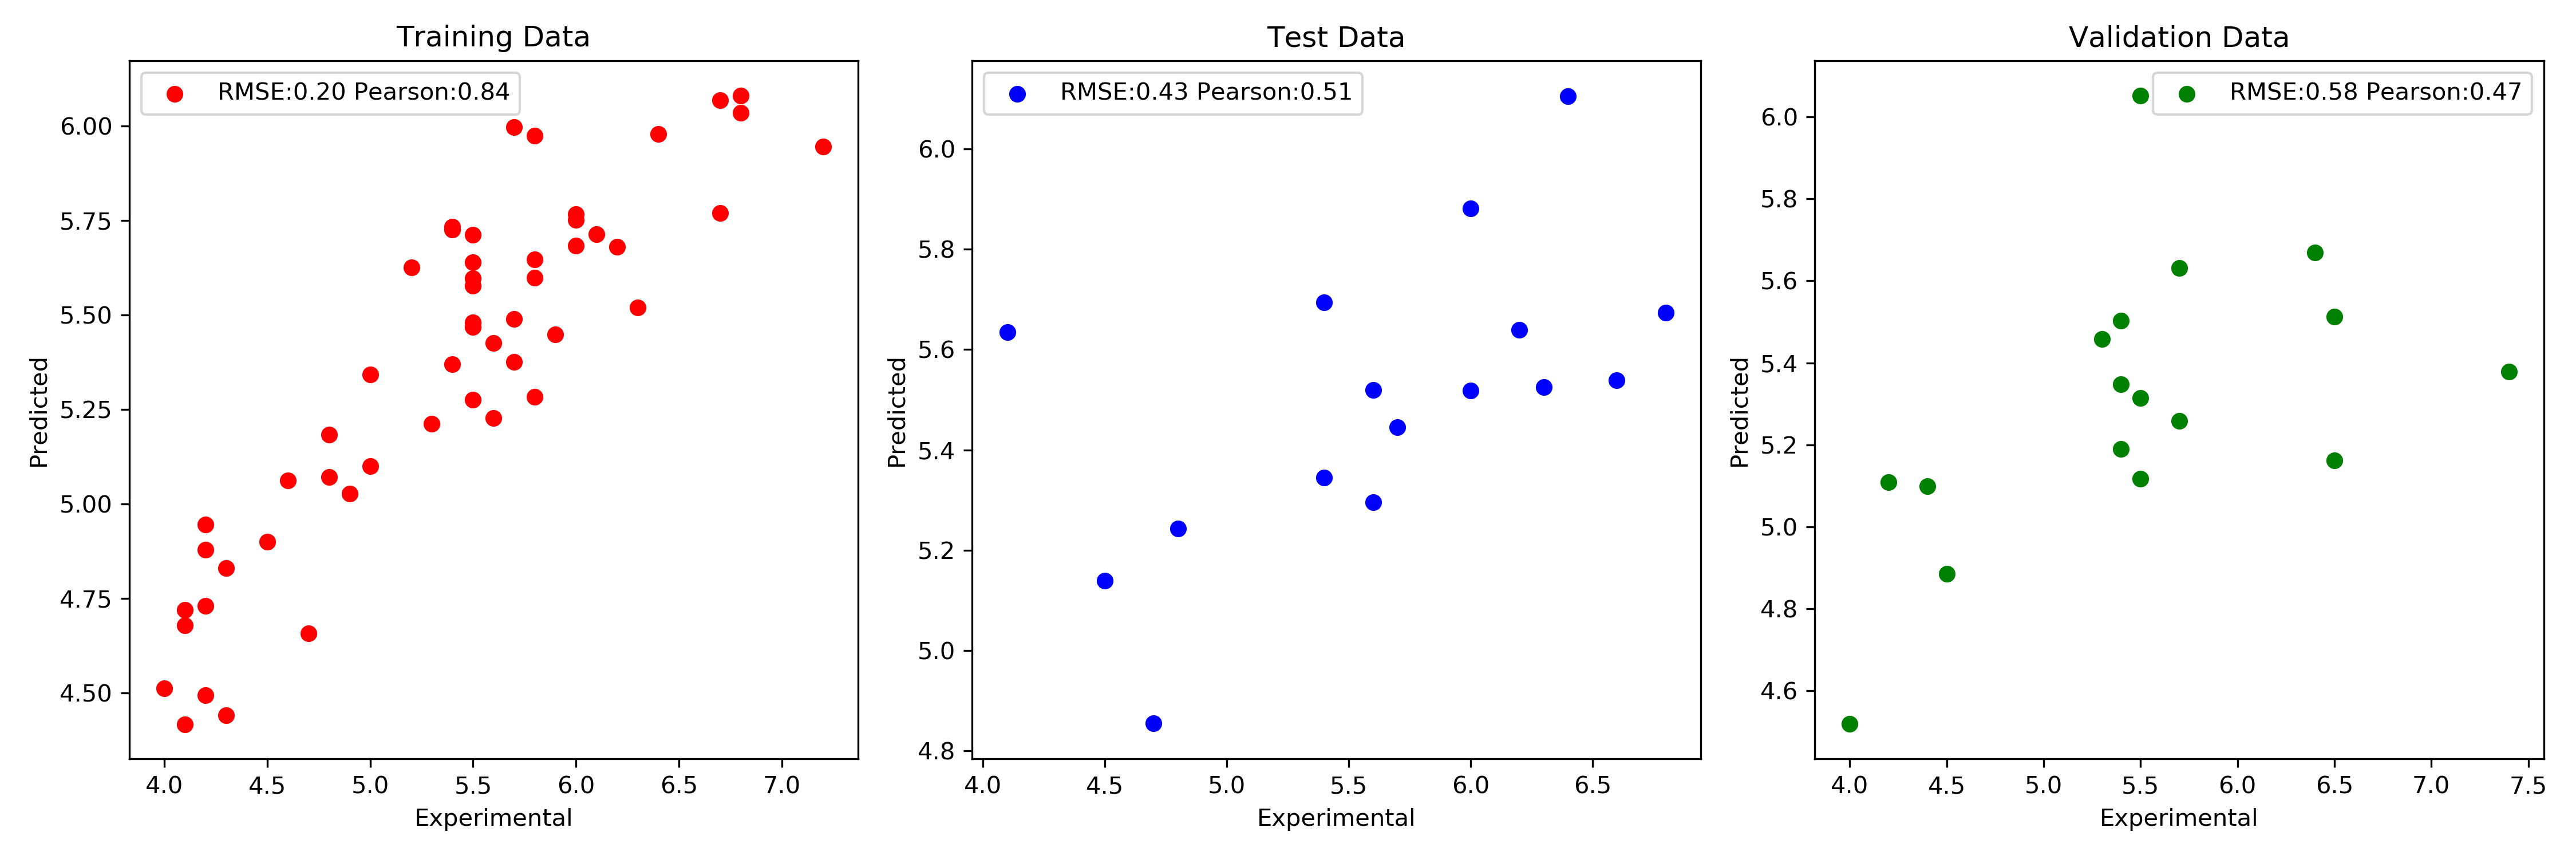 Training Data
RMSE:0.20 Pearson:0.84
6.00
5.75
5.50
5.25
5.00
4.75
4.50
Predicted
4.0 4.5 5.0 5.5 6.0 6.5 7.0
Experimental
Test Data
RMSE:0.43 Pearson:0.51
6.0
5.8
5.6
5.4
5.2
5.0
4.8
Predicted
4.0 4.5 5.0 5.5 6.0 6.5
Experimental
Validation Data
RMSE:0.58 Pearson:0.47
6.0
5.8
5.6
5.4
5.2
5.0
4.8
4.6
Predicted
4.0 4.5 5.0 5.5 6.0 6.5 7.0 7.5
Experimental